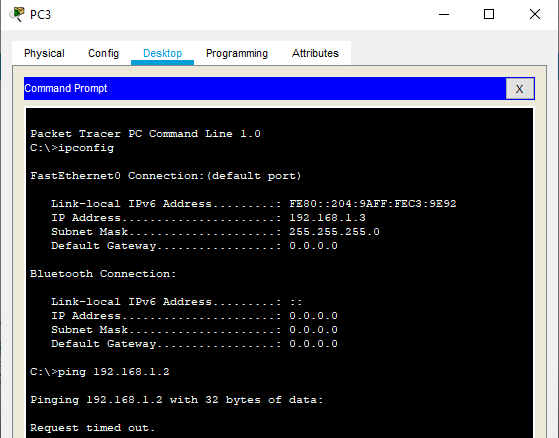 PC3
Physical Config Desktop Programming Attributes
Command Prompt
X
Packet Tracer PC Command Line 1.0
C:\>ipconfig
FastEthernet0 Connection:(default port)
Link-local IPv6 Address.........: FE80::204:9AFF:FEC3:9E92
IP Address......................: 192.168.1.3
Subnet Mask.....................: 255.255.255.0
Default Gateway.................: 0.0.0.0
Bluetooth Connection:
Link-local IPv6 Address.........: ::
IP Address......................: 0.0.0.0
Subnet Mask.....................: 0.0.0.0
Default Gateway.................: 0.0.0.0
C:\>ping 192.168.1.2
Pinging 192.168.1.2 with 32 bytes of data:
Request timed out.